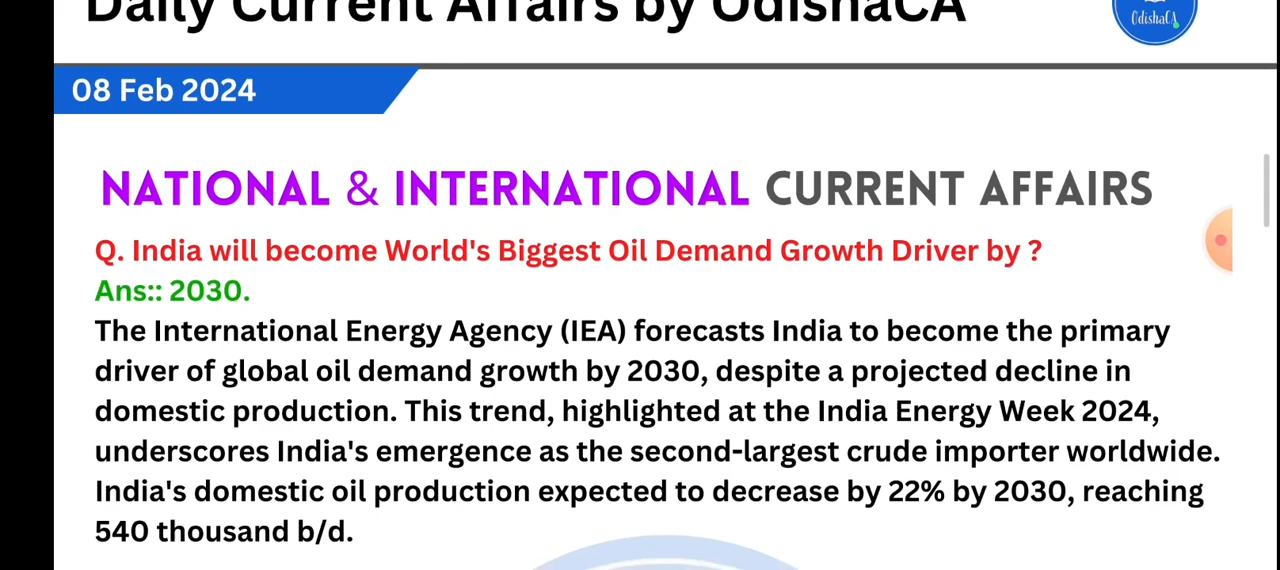 Daily Current Affairs by OdishaCA
OdishaCA
08 Feb 2024
NATIONAL & INTERNATIONAL CURRENT AFFAIRS
Q. India will become World's Biggest Oil Demand Growth Driver by ?
Ans:: 2030.
The International Energy Agency (IEA) forecasts India to become the primary
driver of global oil demand growth by 2030, despite a projected decline in
domestic production. This trend, highlighted at the India Energy Week 2024,
underscores India's emergence as the second-largest crude importer worldwide.
India's domestic oil production expected to decrease by 22% by 2030, reaching
540 thousand b/d.